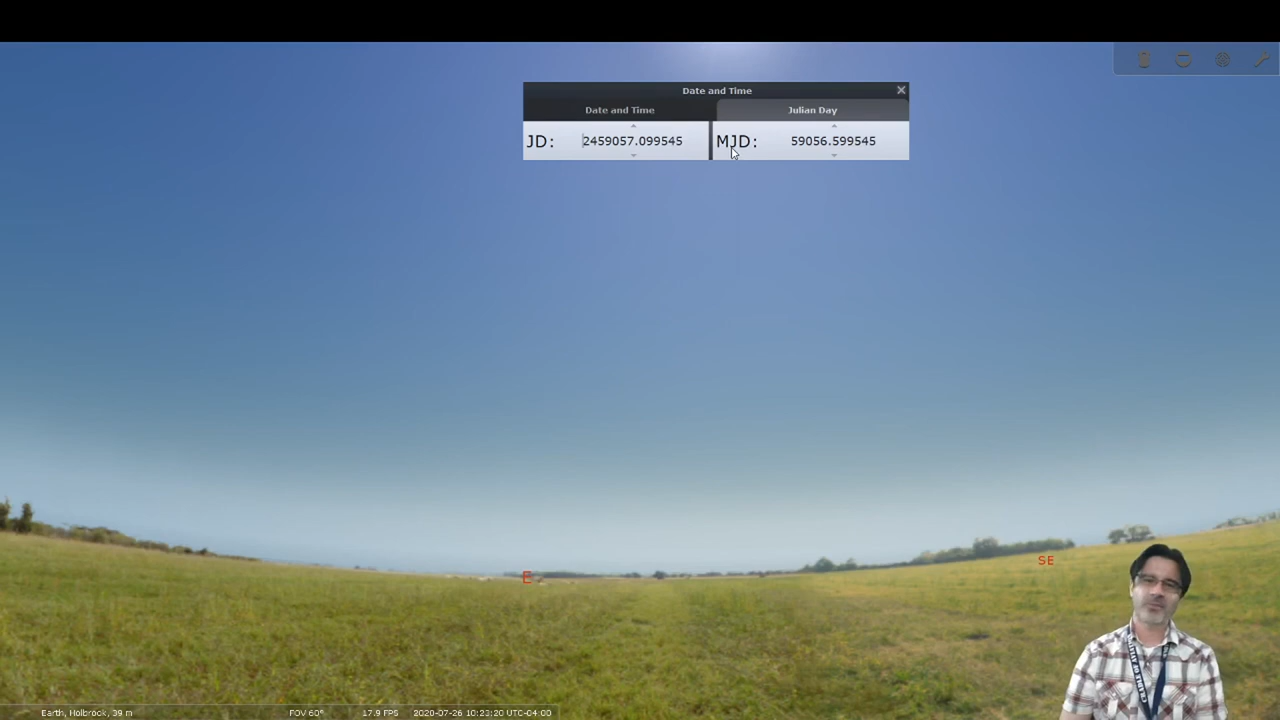 Date and Time
Date and Time
Julian Day
JD:
2459057.099545
MJD:
59056.599545
E
SE
Earth, Holbrook, 39 m
FOV 60°
17.9 FPS
2020-07-26 10:23:20 UTC-04:00